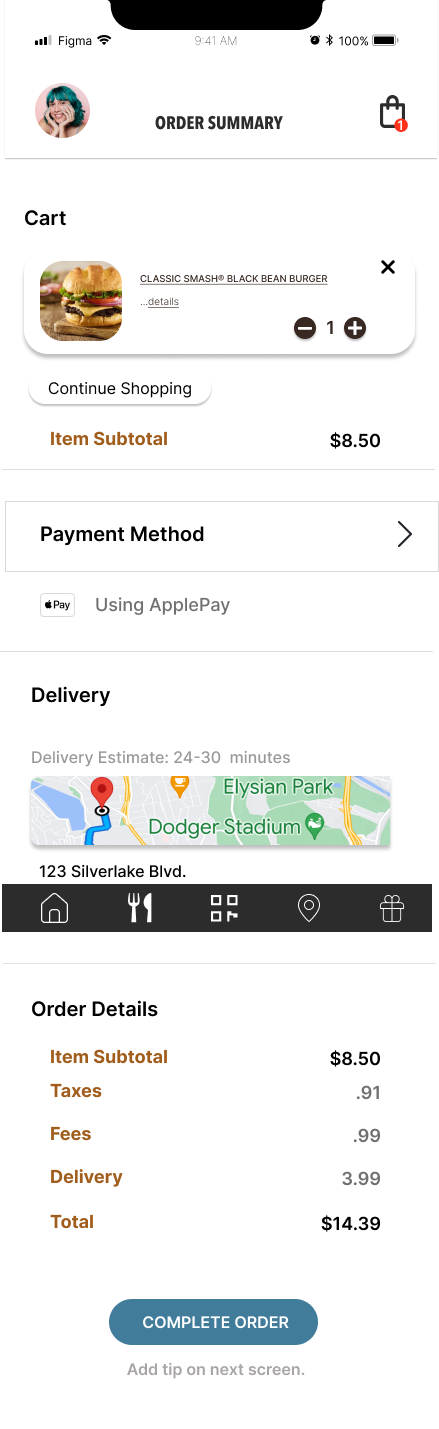 Figma 9:41 AM 100%
ORDER SUMMARY
1
Cart
CLASSIC SMASH® BLACK BEAN BURGER
...details
1
Continue Shopping
Item Subtotal $8.50
Payment Method
Pay Using ApplePay
Delivery
Delivery Estimate: 24-30 minutes
Elysian Park
Dodger Stadium
123 Silverlake Blvd.
Order Details
Item Subtotal $8.50
Taxes .91
Fees .99
Delivery 3.99
Total $14.39
COMPLETE ORDER
Add tip on next screen.